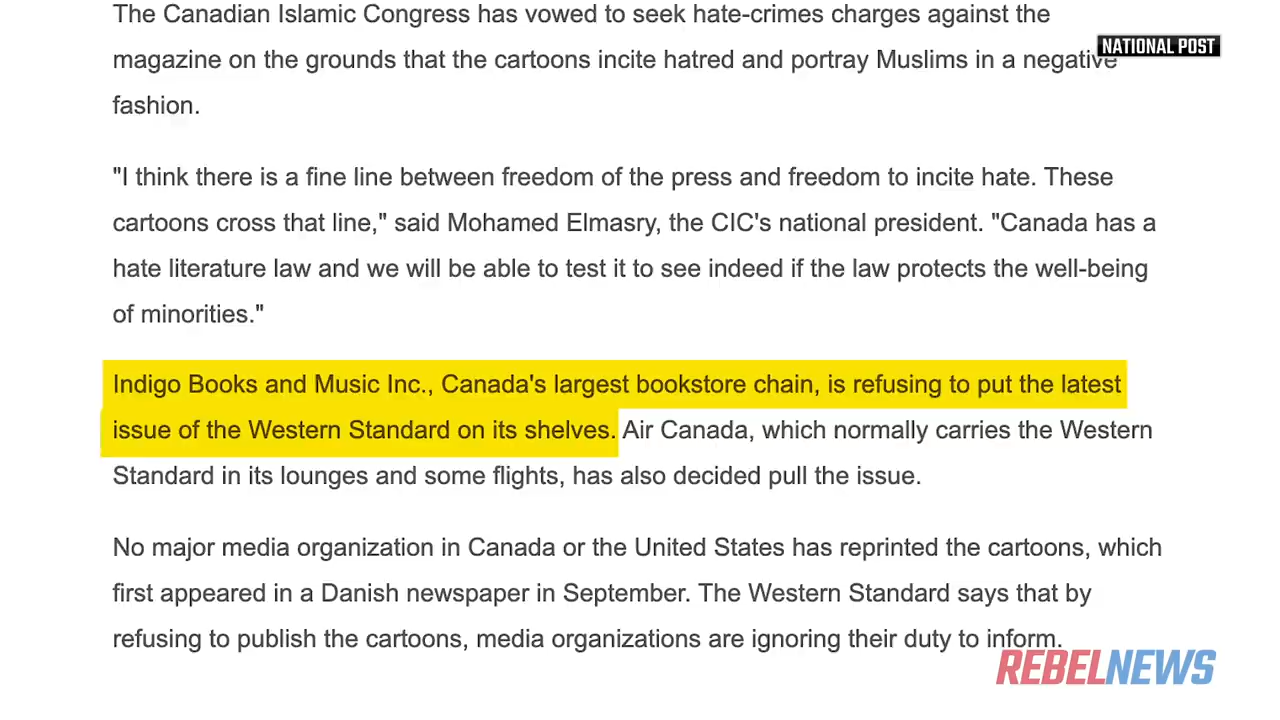 The Canadian Islamic Congress has vowed to seek hate-crimes charges against the
NATIONAL POST
magazine on the grounds that the cartoons incite hatred and portray Muslims in a negative
fashion.
"I think there is a fine line between freedom of the press and freedom to incite hate. These
cartoons cross that line," said Mohamed Elmasry, the CIC's national president. "Canada has a
hate literature law and we will be able to test it to see indeed if the law protects the well-being
of minorities."
Indigo Books and Music Inc., Canada's largest bookstore chain, is refusing to put the latest
issue of the Western Standard on its shelves. Air Canada, which normally carries the Western
Standard in its lounges and some flights, has also decided pull the issue.
No major media organization in Canada or the United States has reprinted the cartoons, which
first appeared in a Danish newspaper in September. The Western Standard says that by
refusing to publish the cartoons, media organizations are ignoring their duty to inform.
REBELNEWS